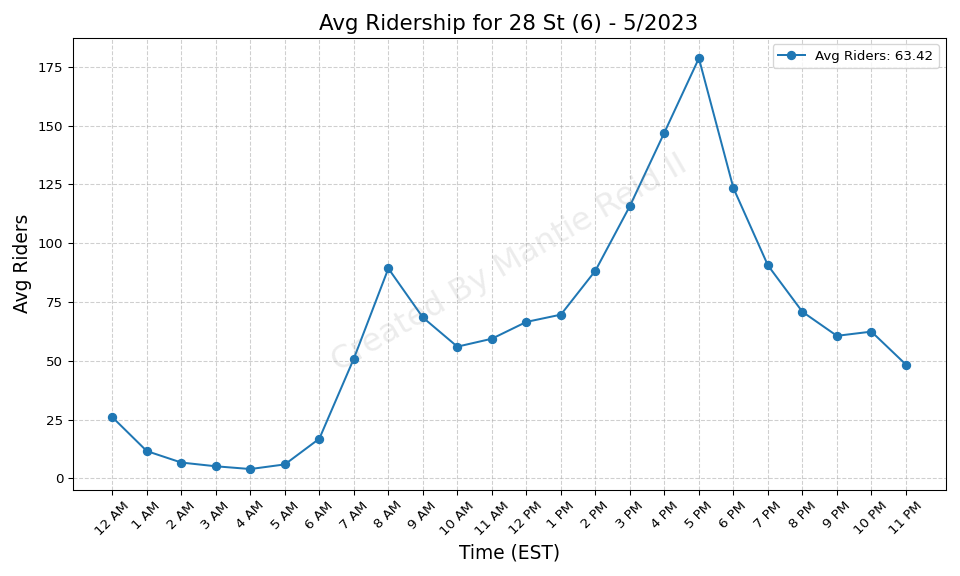 Avg Ridership for 28 St (6) - 5/2023
Avg Riders: 63.42
175
150
125
100
75
50
25
0
Avg Riders
Created By Mantie Reid II
12 AM
1 AM
2 AM
3 AM
4 AM
5 AM
6 AM
7 AM
8 AM
9 AM
10 AM
11 AM
12 PM
1 PM
2 PM
3 PM
4 PM
5 PM
6 PM
7 PM
8 PM
9 PM
10 PM
11 PM
Time (EST)